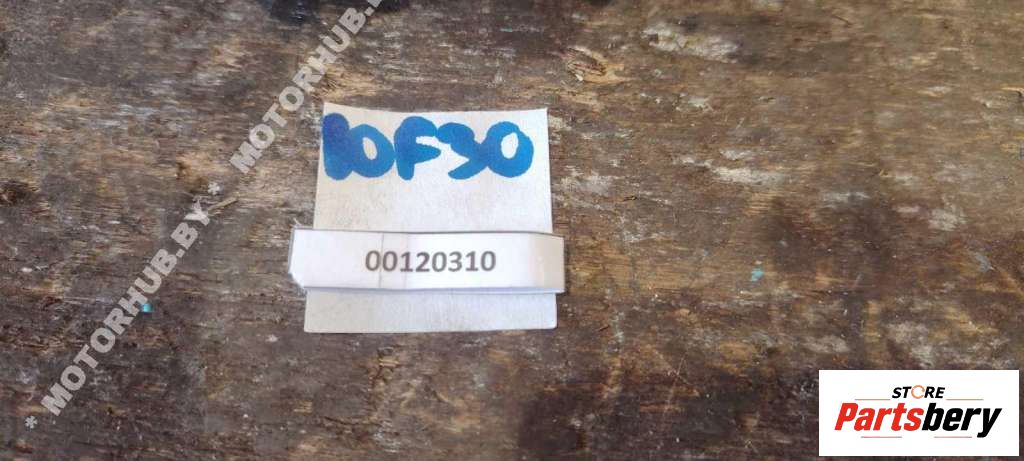 10F30
00120310
* MOTORHUB.BY * MOTORHUB.BY
STORE
Partsbery